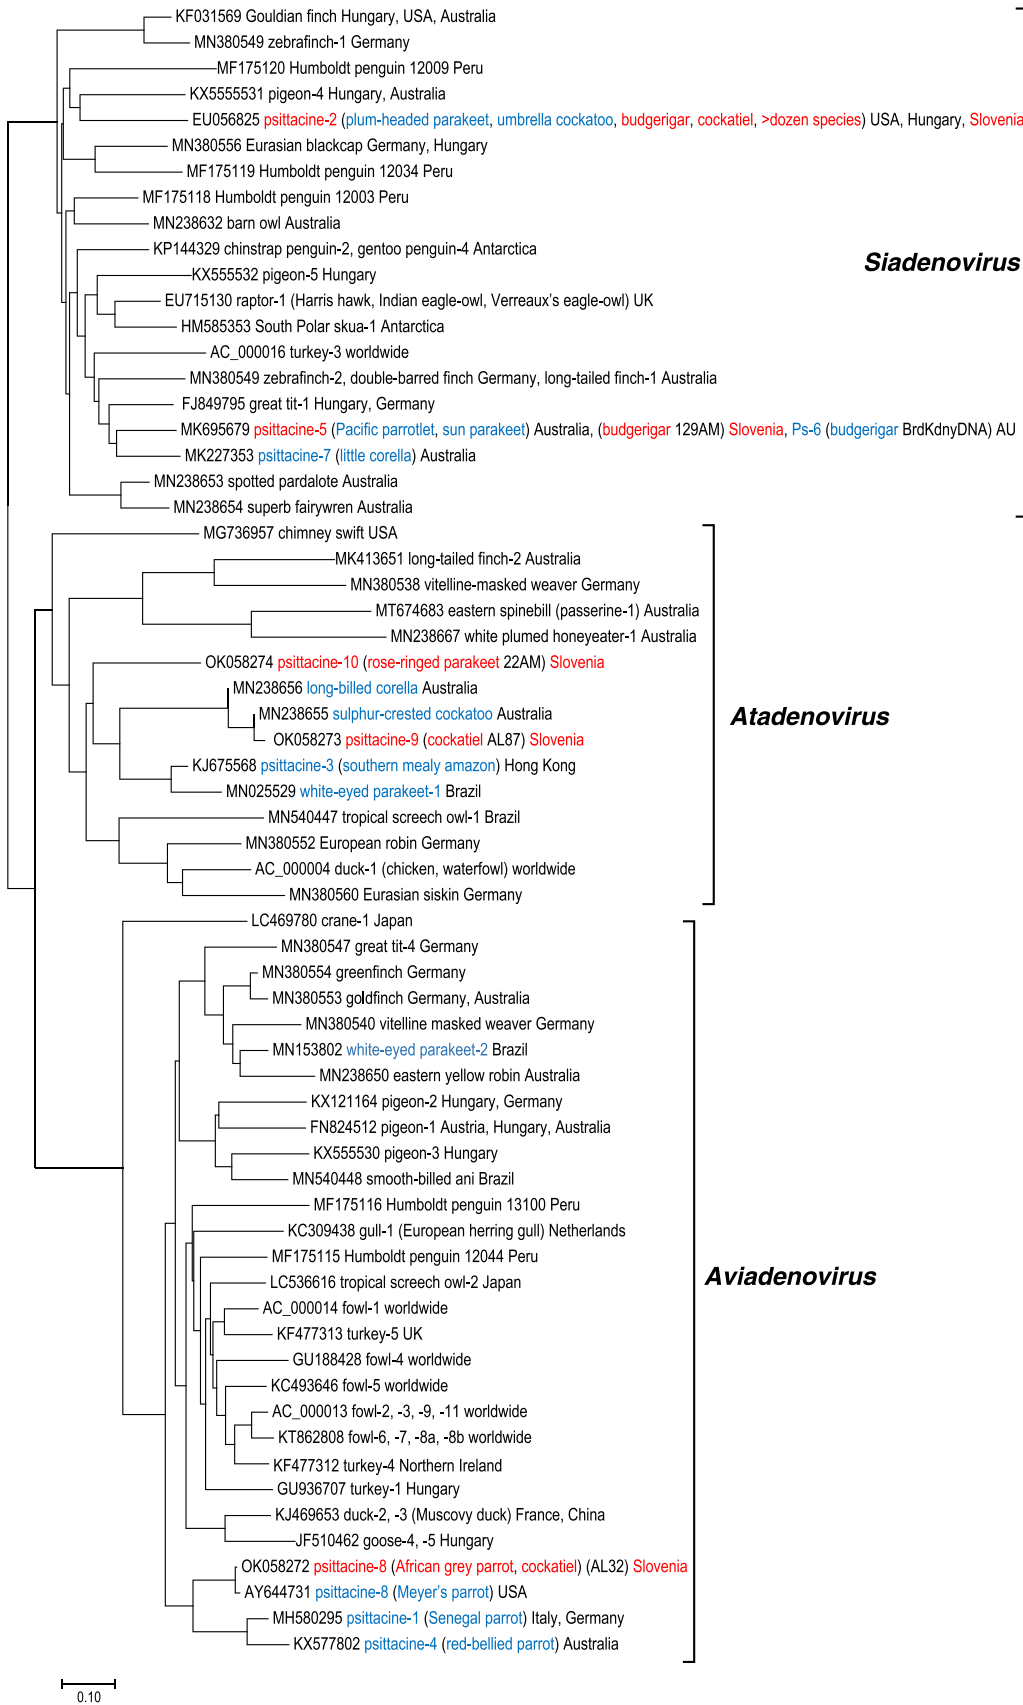 KF031569 Gouldian finch Hungary, USA, Australia
MN380549 zebrafinch-1 Germany
MF175120 Humboldt penguin 12009 Peru
KX5555531 pigeon-4 Hungary, Australia
EU056825 psittacine-2 (plum-headed parakeet, umbrella cockatoo, budgerigar, cockatiel, >dozen species) USA, Hungary, Slovenia
MN380556 Eurasian blackcap Germany, Hungary
MF175119 Humboldt penguin 12034 Peru
MF175118 Humboldt penguin 12003 Peru
MN238632 barn owl Australia
KP144329 chinstrap penguin-2, gentoo penguin-4 Antarctica
Siadenovirus
KX555532 pigeon-5 Hungary
EU715130 raptor-1 (Harris hawk, Indian eagle-owl, Verreaux's eagle-owl) UK
HM585353 South Polar skua-1 Antarctica
AC_000016 turkey-3 worldwide
MN380549 zebrafinch-2, double-barred finch Germany, long-tailed finch-1 Australia
FJ849795 great tit-1 Hungary, Germany
MK695679 psittacine-5 (Pacific parrotlet, sun parakeet) Australia, (budgerigar 129AM) Slovenia, Ps-6 (budgerigar BrdKdnyDNA) AU
MK227353 psittacine-7 (little corella) Australia
MN238653 spotted pardalote Australia
MN238654 superb fairywren Australia
MG736957 chimney swift USA
MK413651 long-tailed finch-2 Australia
MN380538 vitelline-masked weaver Germany
MT674683 eastern spinebill (passerine-1) Australia
MN238667 white plumed honeyeater-1 Australia
OK058274 psittacine-10 (rose-ringed parakeet 22AM) Slovenia
MN238656 long-billed corella Australia
MN238655 sulphur-crested cockatoo Australia
Atadenovirus
OK058273 psittacine-9 (cockatiel AL87) Slovenia
KJ675568 psittacine-3 (southern mealy amazon) Hong Kong
MN025529 white-eyed parakeet-1 Brazil
MN540447 tropical screech owl-1 Brazil
MN380552 European robin Germany
AC_000004 duck-1 (chicken, waterfowl) worldwide
MN380560 Eurasian siskin Germany
LC469780 crane-1 Japan
MN380547 great tit-4 Germany
MN380554 greenfinch Germany
MN380553 goldfinch Germany, Australia
MN380540 vitelline masked weaver Germany
MN153802 white-eyed parakeet-2 Brazil
MN238650 eastern yellow robin Australia
KX121164 pigeon-2 Hungary, Germany
FN824512 pigeon-1 Austria, Hungary, Australia
KX555530 pigeon-3 Hungary
MN540448 smooth-billed ani Brazil
MF175116 Humboldt penguin 13100 Peru
KC309438 gull-1 (European herring gull) Netherlands
MF175115 Humboldt penguin 12044 Peru
Aviadenovirus
LC536616 tropical screech owl-2 Japan
AC_000014 fowl-1 worldwide
KF477313 turkey-5 UK
GU188428 fowl-4 worldwide
KC493646 fowl-5 worldwide
AC_000013 fowl-2, -3, -9, -11 worldwide
KT862808 fowl-6, -7, -8a, -8b worldwide
KF477312 turkey-4 Northern Ireland
GU936707 turkey-1 Hungary
KJ469653 duck-2, -3 (Muscovy duck) France, China
JF510462 goose-4, -5 Hungary
OK058272 psittacine-8 (African grey parrot, cockatiel) (AL32) Slovenia
AY644731 psittacine-8 (Meyer's parrot) USA
MH580295 psittacine-1 (Senegal parrot) Italy, Germany
KX577802 psittacine-4 (red-bellied parrot) Australia
0.10